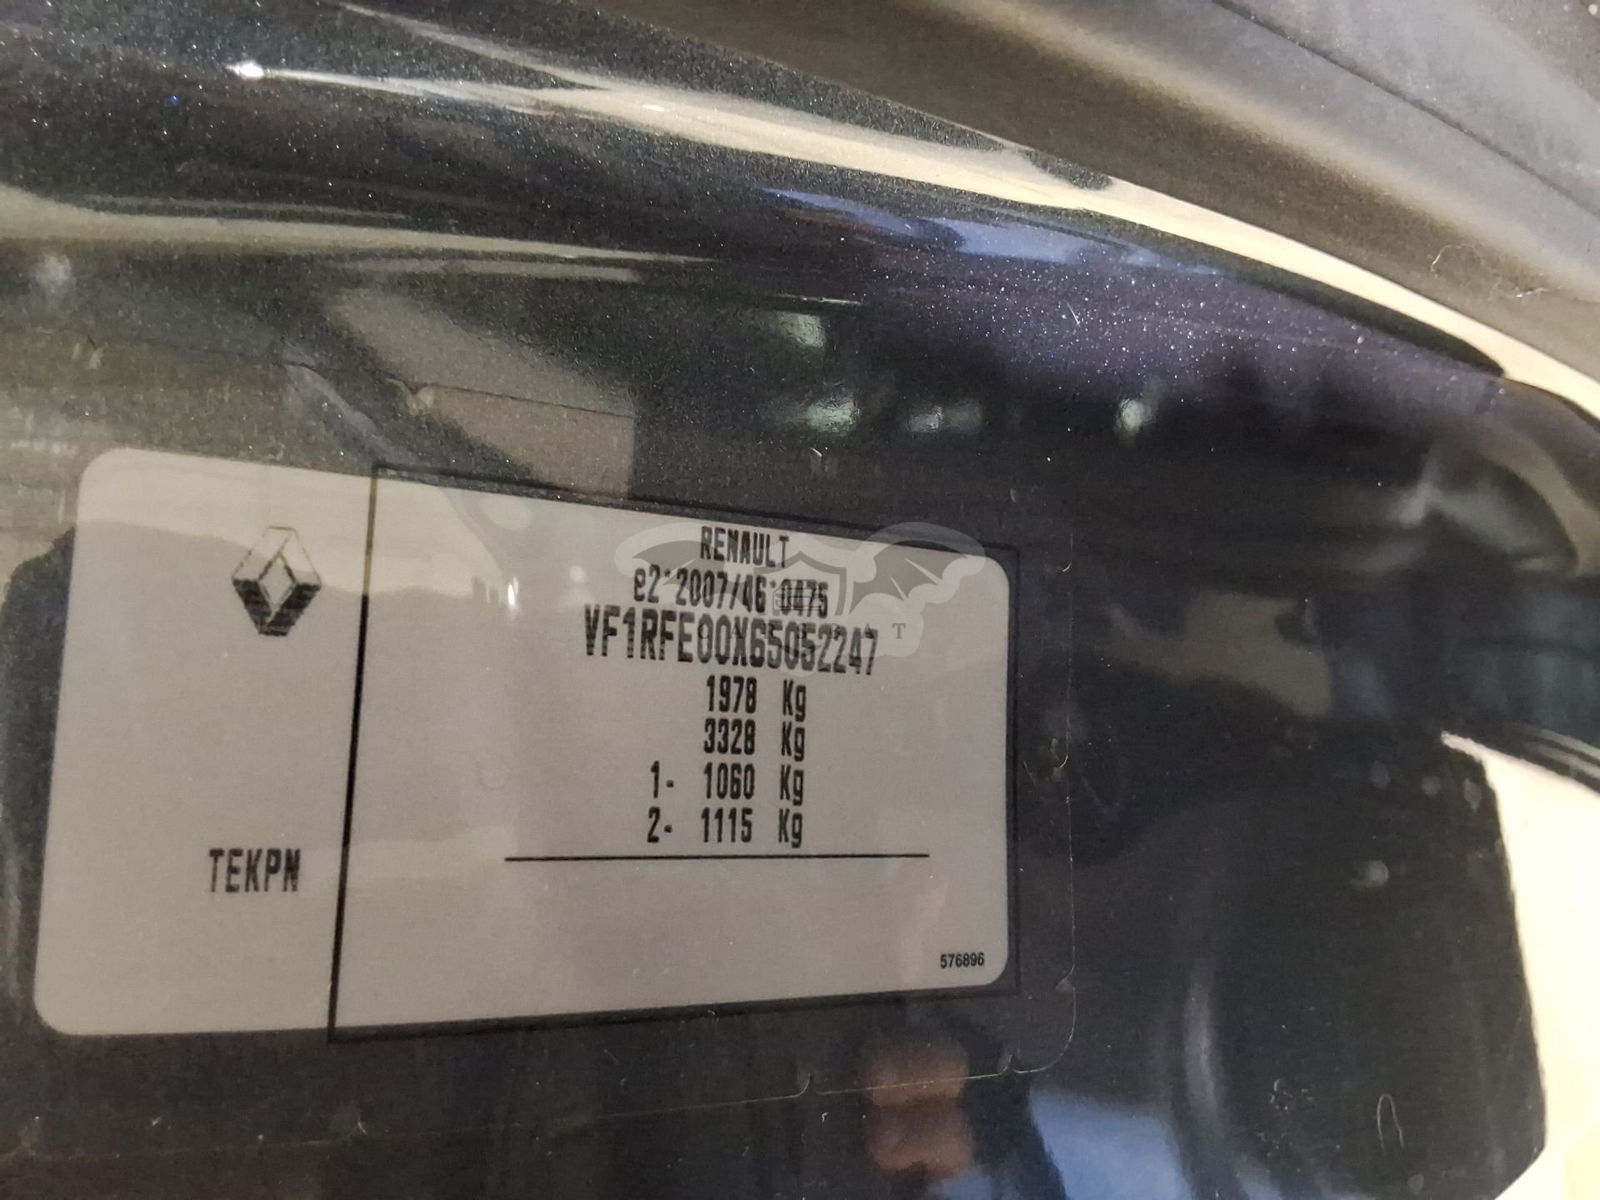 RENAULT
e2*2007/46*0475
VF1RFE00X65052247
1978 Kg
3328 Kg
1- 1060 Kg
2- 1115 Kg
TEKPN
576896